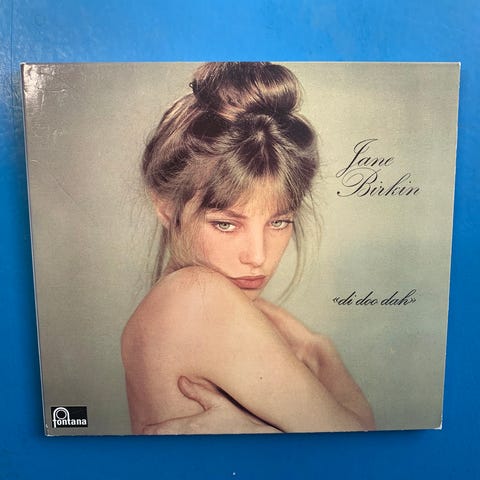 Jane
Birkin
«di doo dah»
fontana